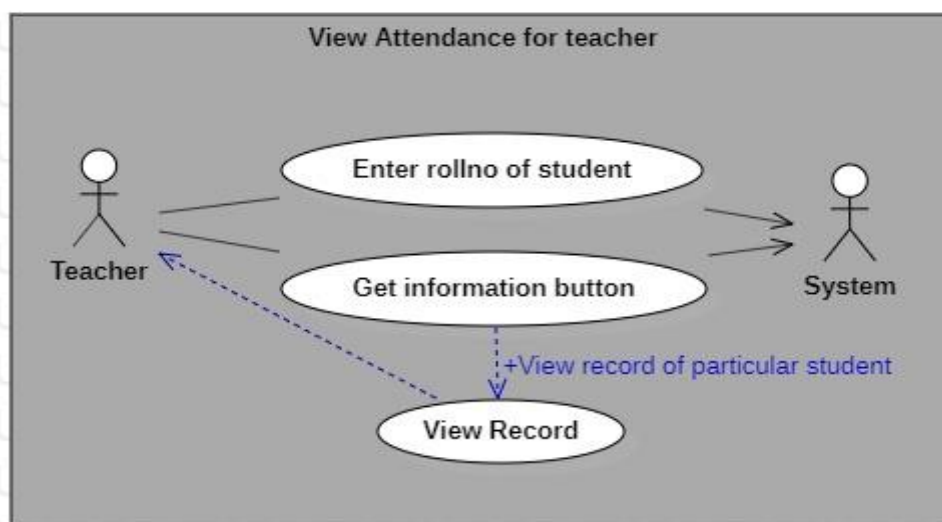 View Attendance for teacher
Enter rollno of student
Teacher
System
Get information button
+View record of particular student
View Record